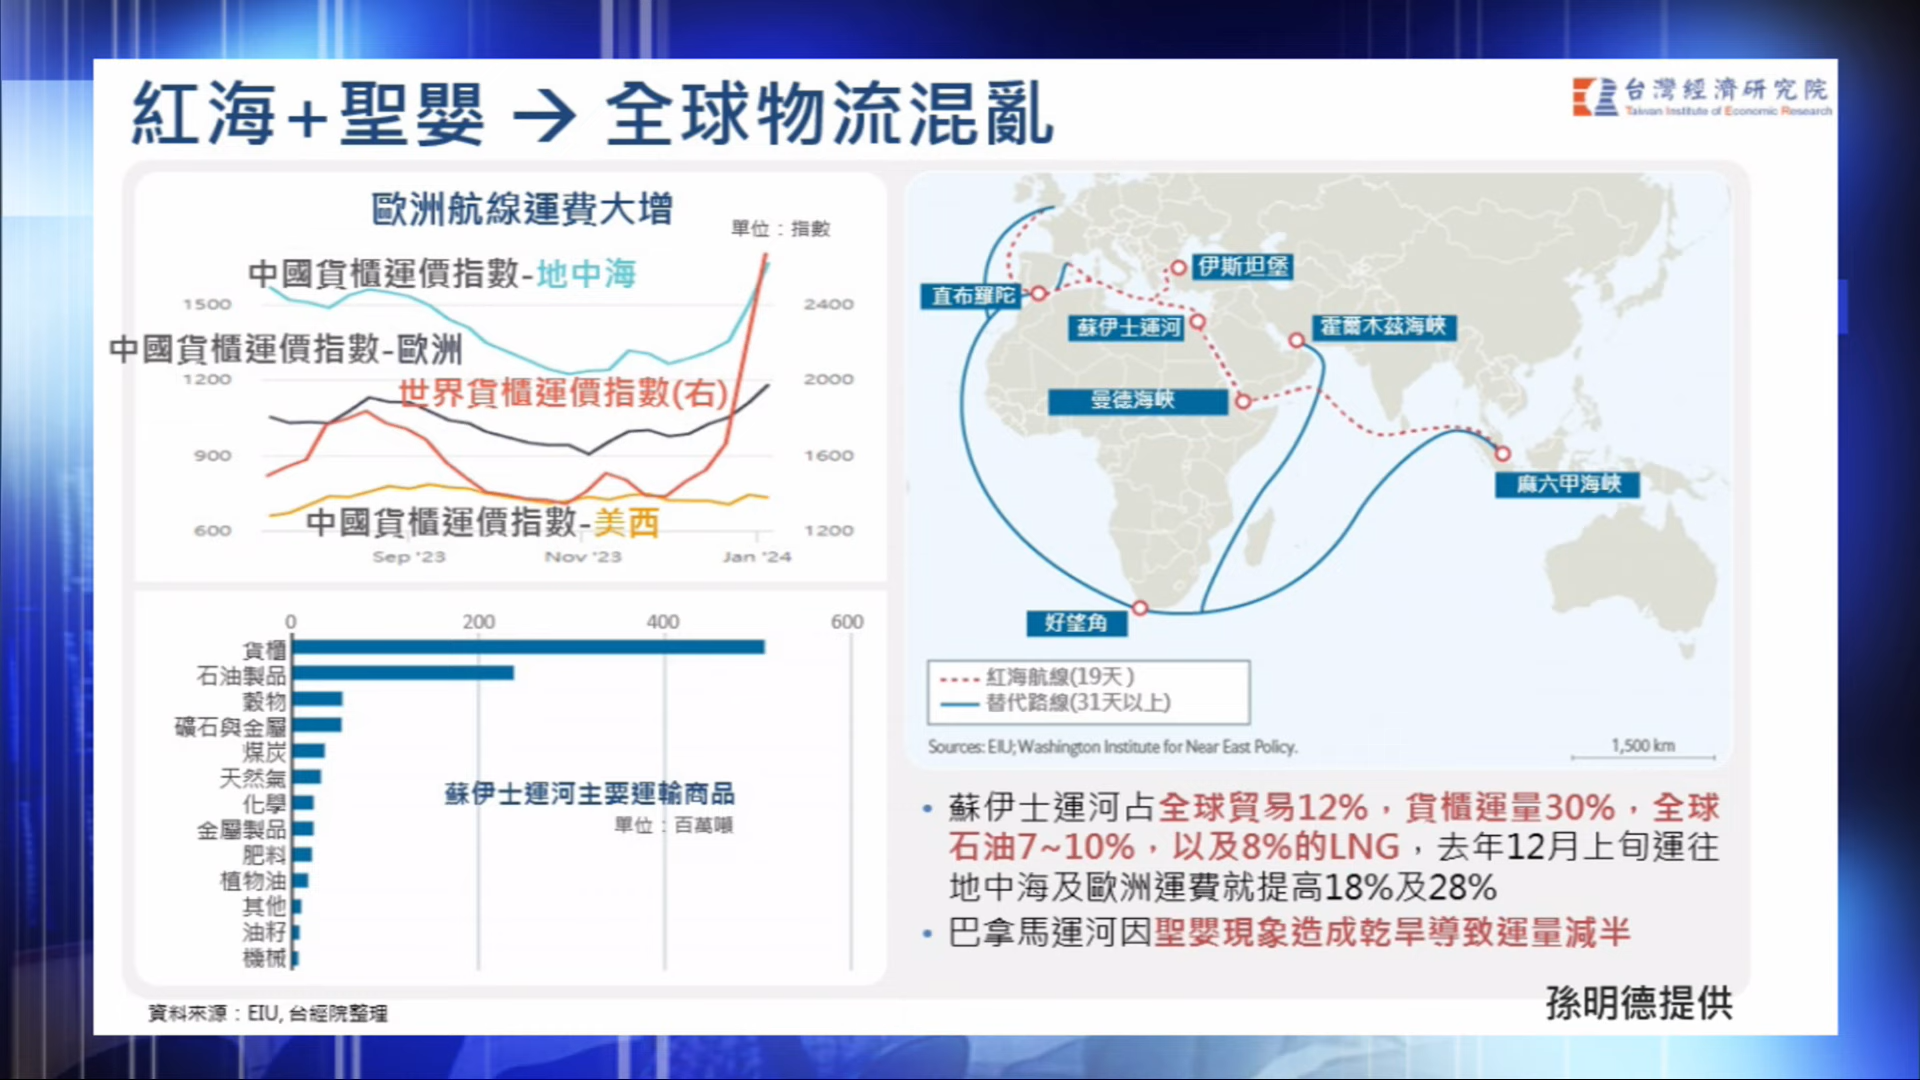 紅海+聖嬰 → 全球物流混亂
台灣經濟研究院
Taiwan Institute of Economic Research
歐洲航線運費大增
單位：指數
中國貨櫃運價指數-地中海
1500
2400
中國貨櫃運價指數-歐洲
1200
2000
世界貨櫃運價指數(右)
900
1600
中國貨櫃運價指數-美西
600
1200
Sep '23
Nov '23
Jan '24
0
200
400
600
貨櫃
石油製品
穀物
礦石與金屬
煤炭
天然氣
化學
金屬製品
肥料
植物油
其他
油籽
機械
蘇伊士運河主要運輸商品
單位：百萬噸
資料來源：EIU, 台經院整理
伊斯坦堡
直布羅陀
蘇伊士運河
霍爾木茲海峽
曼德海峽
麻六甲海峽
好望角
紅海航線(19天)
替代路線(31天以上)
Sources: EIU; Washington Institute for Near East Policy.
1,500 km
• 蘇伊士運河占全球貿易12%，貨櫃運量30%，全球
石油7~10%，以及8%的LNG，去年12月上旬運往
地中海及歐洲運費就提高18%及28%
• 巴拿馬運河因聖嬰現象造成乾旱導致運量減半
孫明德提供